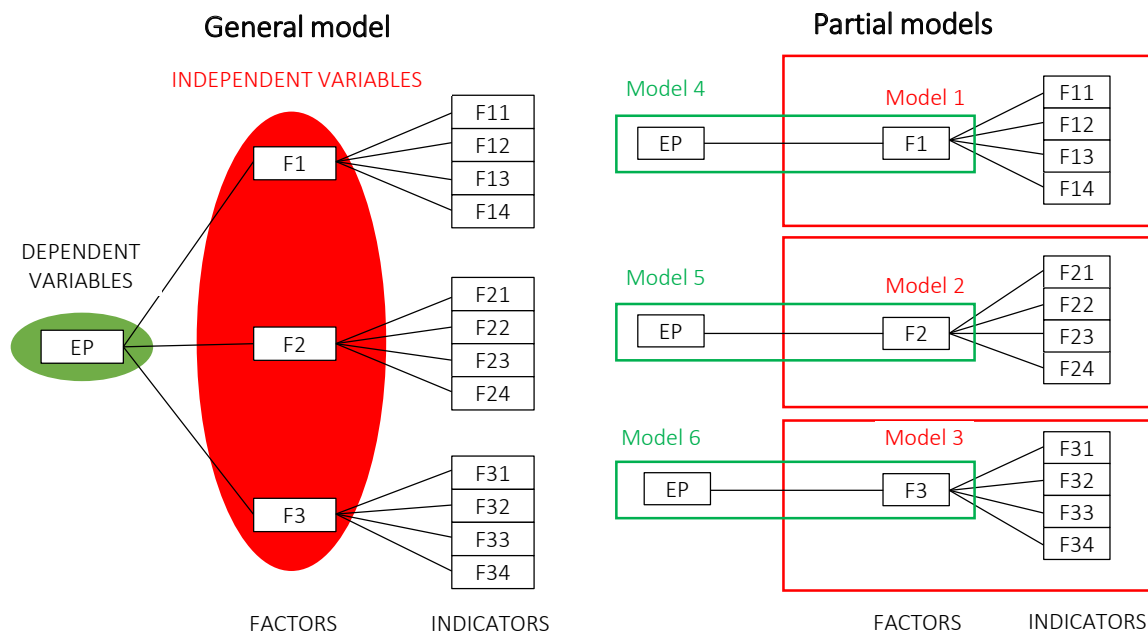 General model
INDEPENDENT VARIABLES
F11
F12
F13
F14
F1
DEPENDENT
VARIABLES
EP
F21
F22
F23
F24
F2
F31
F32
F33
F34
F3
FACTORS
INDICATORS
Partial models
Model 4
Model 1
EP
F1
F11
F12
F13
F14
Model 5
Model 2
EP
F2
F21
F22
F23
F24
Model 6
Model 3
EP
F3
F31
F32
F33
F34
FACTORS
INDICATORS